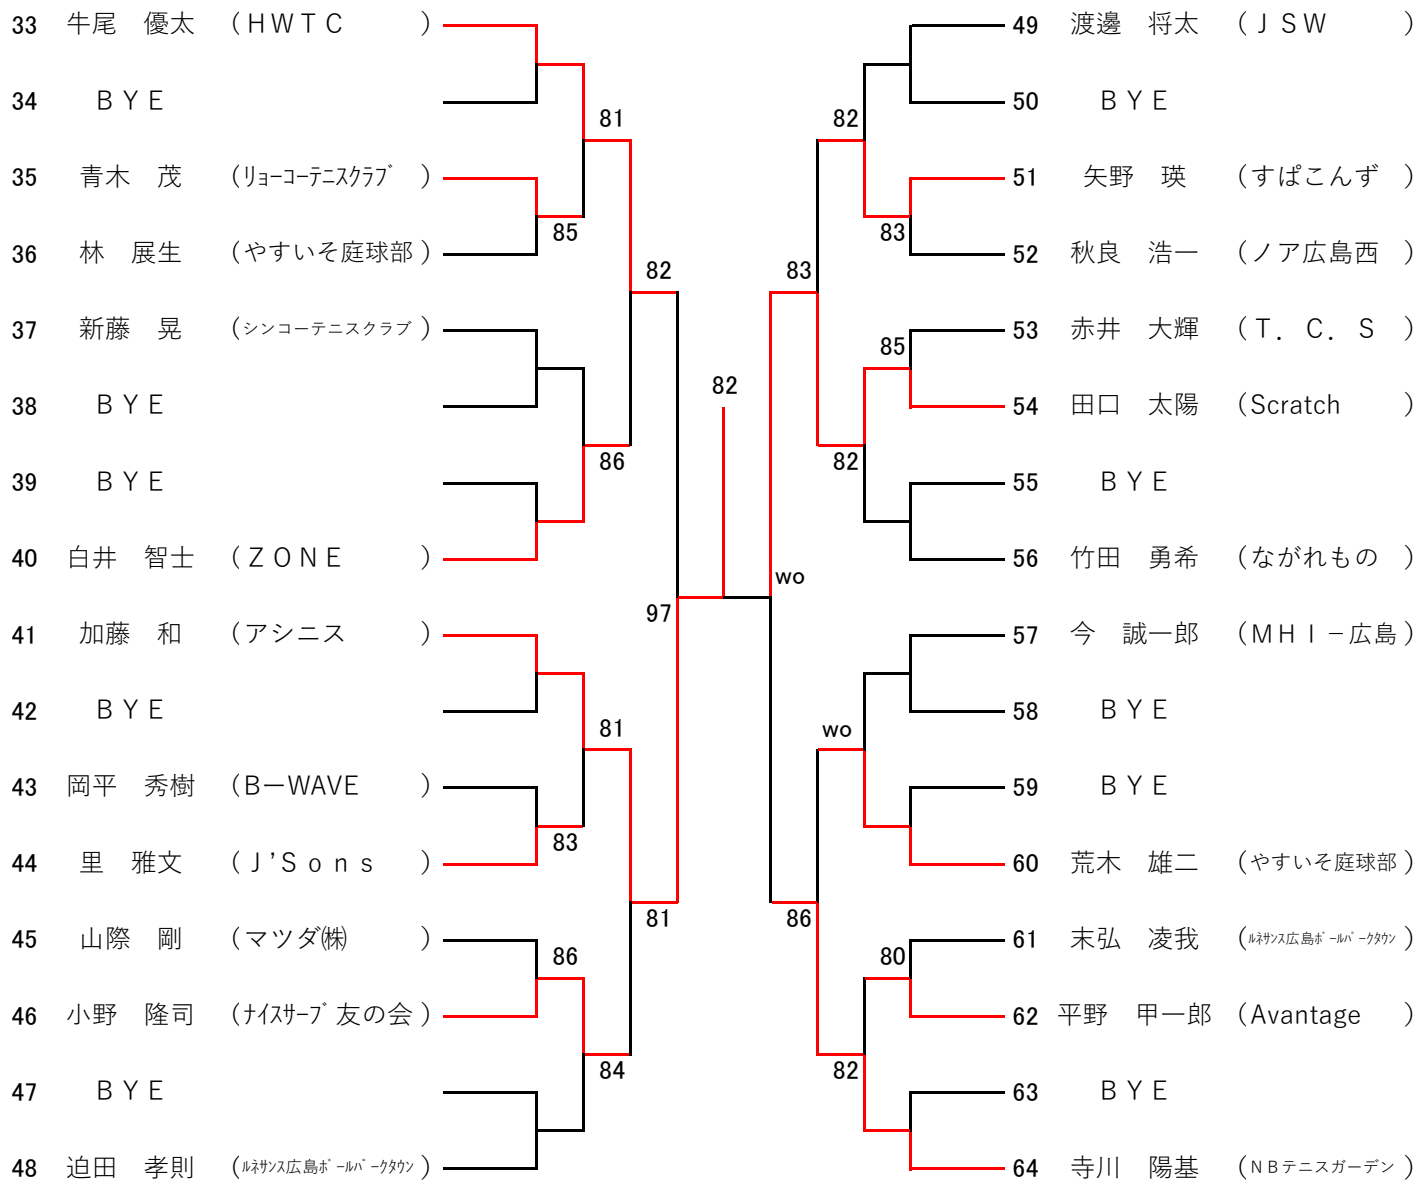 33 牛尾 優太 (ＨＷＴＣ)
34 ＢＹＥ
81
35 青木 茂 (ﾘｮｰｺｰﾃﾆｽｸﾗﾌﾞ)
85
36 林 展生 (やすいそ庭球部)
82
37 新藤 晃 (シンコーテニスクラブ)
38 ＢＹＥ
86
39 ＢＹＥ
40 白井 智士 (ＺＯＮＥ)
97
41 加藤 和 (アシニス)
42 ＢＹＥ
81
43 岡平 秀樹 (BーWAVE)
83
44 里 雅文 (Ｊ’Ｓｏｎｓ)
81
45 山際 剛 (マツダ㈱)
86
46 小野 隆司 (ﾅｲｽｻｰﾌﾞ友の会)
84
47 ＢＹＥ
48 迫田 孝則 (ﾙﾈｻﾝｽ広島ﾎﾞｰﾙﾊﾟｰｸﾀｳﾝ)
82
49 渡邊 将太 (ＪＳＷ)
82
50 ＢＹＥ
51 矢野 瑛 (すぱこんず)
83
52 秋良 浩一 (ノア広島西)
83
53 赤井 大輝 (Ｔ．Ｃ．Ｓ)
85
54 田口 太陽 (Scratch)
82
55 ＢＹＥ
56 竹田 勇希 (ながれもの)
wo
57 今 誠一郎 (ＭＨＩ－広島)
58 ＢＹＥ
wo
59 ＢＹＥ
60 荒木 雄二 (やすいそ庭球部)
86
61 末弘 凌我 (ﾙﾈｻﾝｽ広島ﾎﾞｰﾙﾊﾟｰｸﾀｳﾝ)
80
62 平野 甲一郎 (Avantage)
82
63 ＢＹＥ
64 寺川 陽基 (ＮＢテニスガーデン)